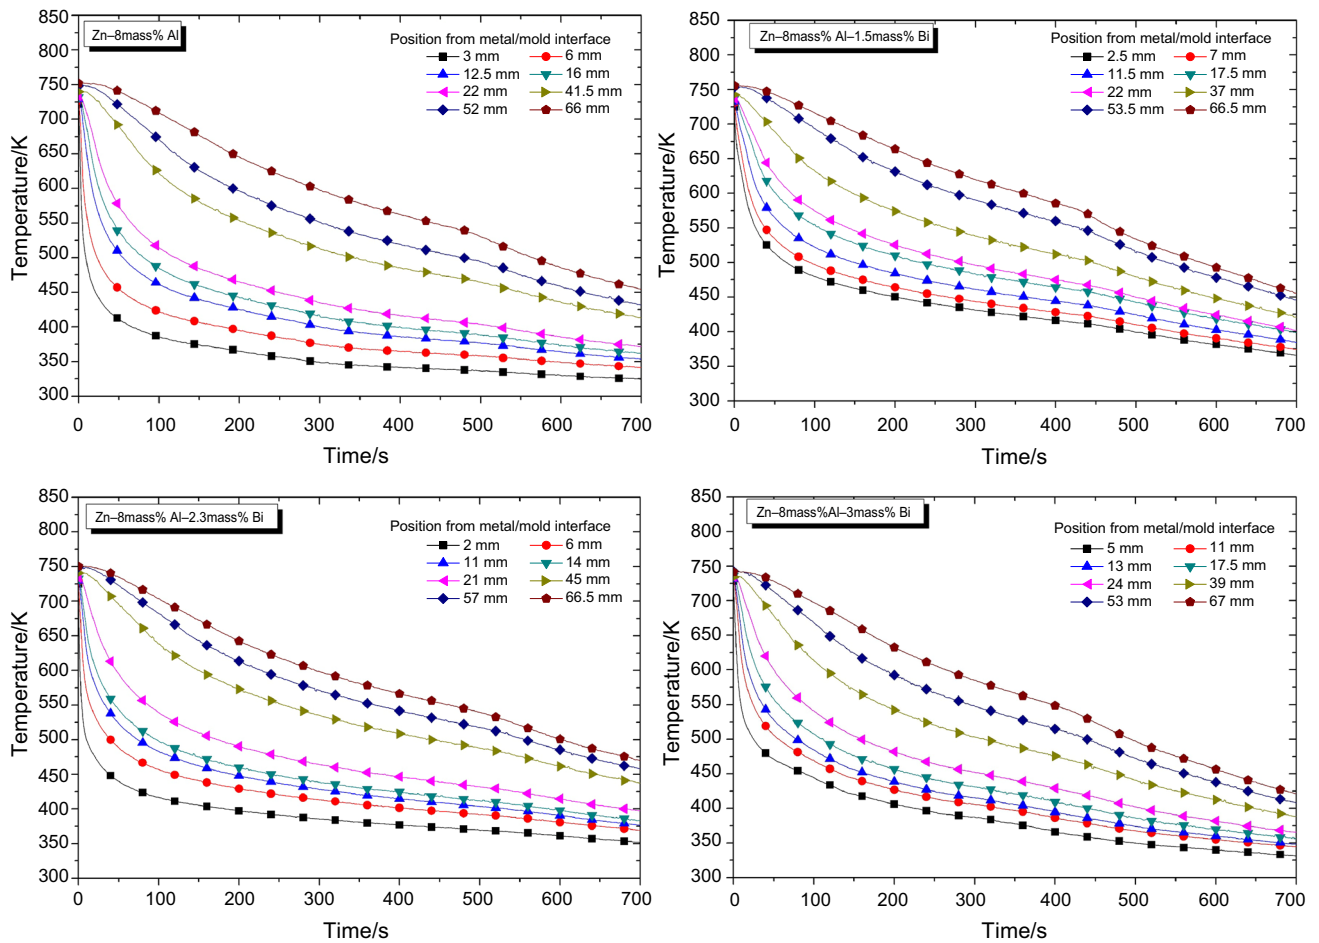 Zn–8mass% Al
Position from metal/mold interface
3 mm 6 mm
12.5 mm 16 mm
22 mm 41.5 mm
52 mm 66 mm
850
800
750
700
650
600
550
500
450
400
350
300
Temperature/K
0 100 200 300 400 500 600 700
Time/s
Zn–8mass% Al–1.5mass% Bi
Position from metal/mold interface
2.5 mm 7 mm
11.5 mm 17.5 mm
22 mm 37 mm
53.5 mm 66.5 mm
850
800
750
700
650
600
550
500
450
400
350
300
Temperature/K
0 100 200 300 400 500 600 700
Time/s
Zn–8mass% Al–2.3mass% Bi
Position from metal/mold interface
2 mm 6 mm
11 mm 14 mm
21 mm 45 mm
57 mm 66.5 mm
850
800
750
700
650
600
550
500
450
400
350
300
Temperature/K
0 100 200 300 400 500 600 700
Time/s
Zn–8mass%Al–3mass% Bi
Position from metal/mold interface
5 mm 11 mm
13 mm 17.5 mm
24 mm 39 mm
53 mm 67 mm
850
800
750
700
650
600
550
500
450
400
350
300
Temperature/K
0 100 200 300 400 500 600 700
Time/s